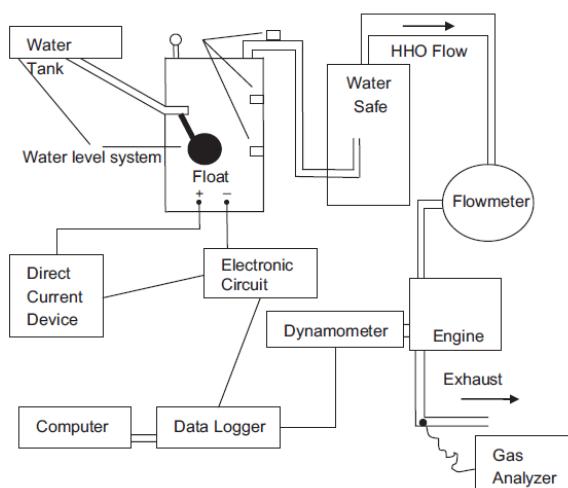 Water
Tank
HHO Flow
Water
Safe
Water level system
Float
+ –
Flowmeter
Direct
Current
Device
Electronic
Circuit
Dynamometer
Engine
Exhaust
Computer
Data Logger
Gas
Analyzer